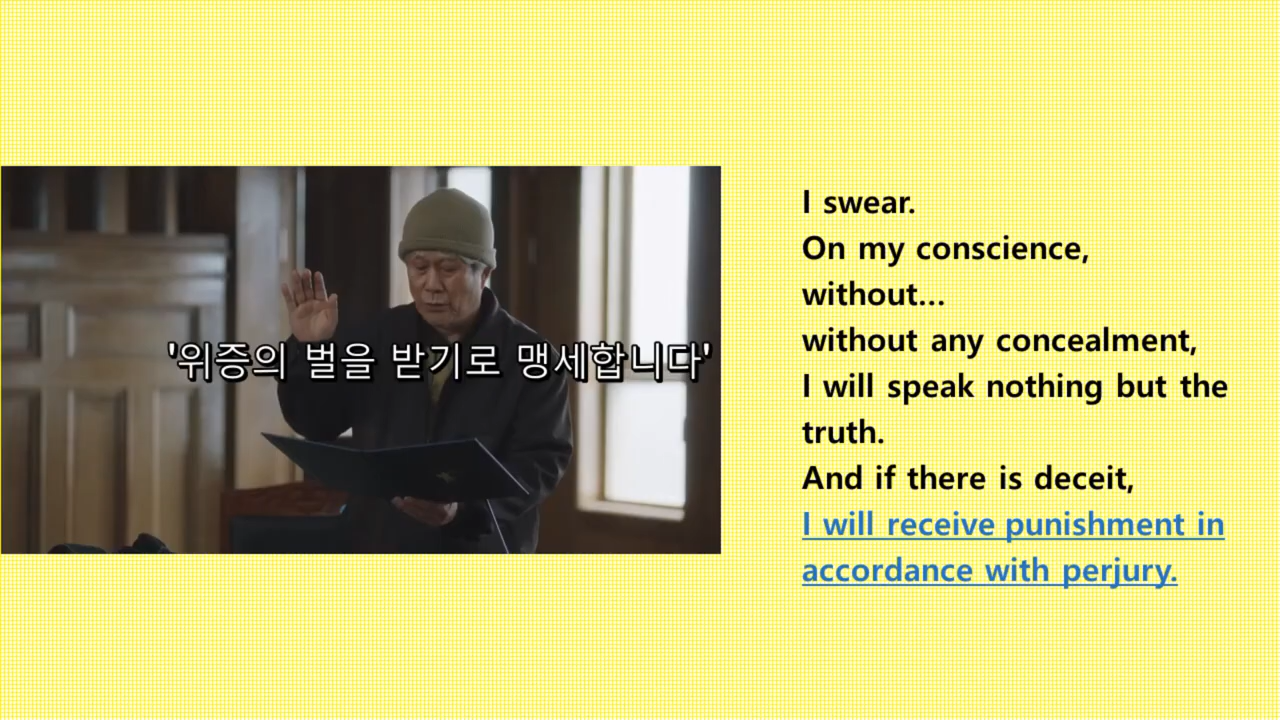 '위증의 벌을 받기로 맹세합니다'
I swear.
On my conscience,
without...
without any concealment,
I will speak nothing but the
truth.
And if there is deceit,
I will receive punishment in
accordance with perjury.